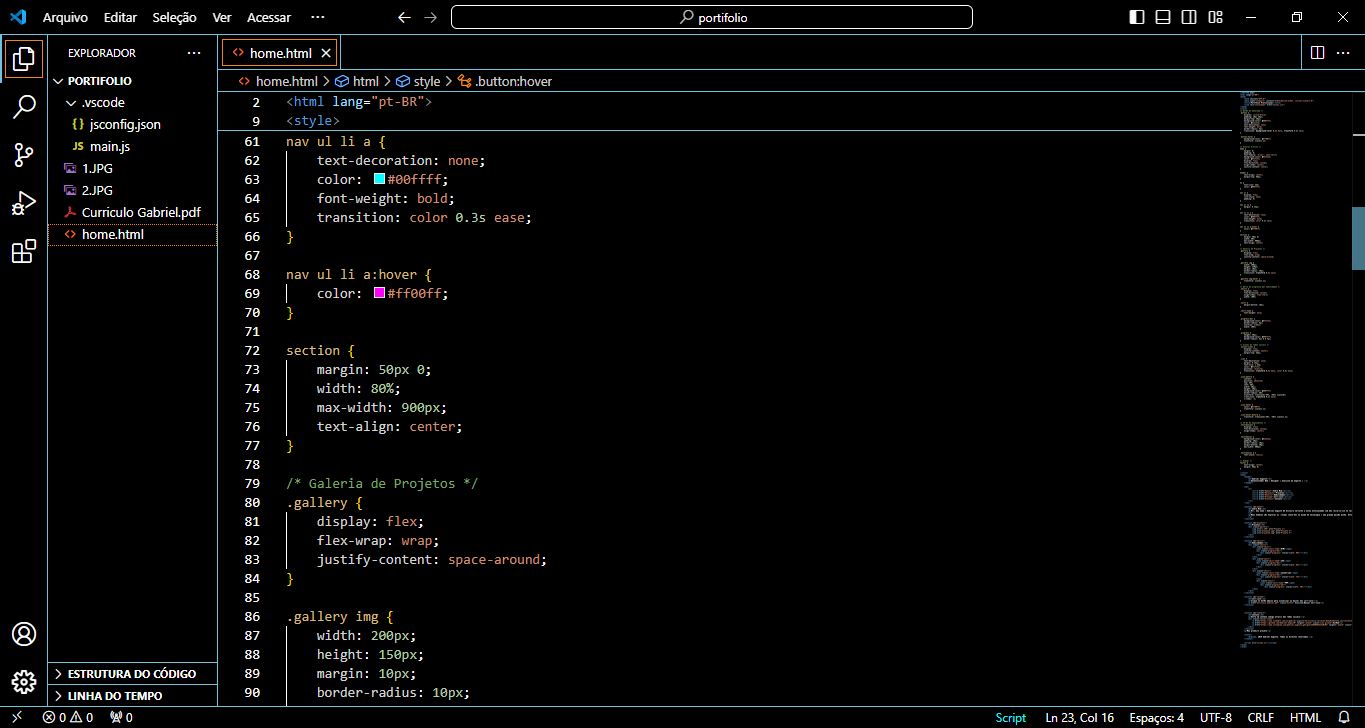 Arquivo Editar Seleção Ver Acessar ···
portifolio
EXPLORADOR ···
PORTIFOLIO
.vscode
{} jsconfig.json
JS main.js
1.JPG
2.JPG
Curriculo Gabriel.pdf
<> home.html
ESTRUTURA DO CÓDIGO
LINHA DO TEMPO
<> home.html
<> home.html > html > style > .button:hover
2 <html lang="pt-BR">
9 <style>
61 nav ul li a {
62 text-decoration: none;
63 color: #00ffff;
64 font-weight: bold;
65 transition: color 0.3s ease;
66 }
67
68 nav ul li a:hover {
69 color: #ff00ff;
70 }
71
72 section {
73 margin: 50px 0;
74 width: 80%;
75 max-width: 900px;
76 text-align: center;
77 }
78
79 /* Galeria de Projetos */
80 .gallery {
81 display: flex;
82 flex-wrap: wrap;
83 justify-content: space-around;
84 }
85
86 .gallery img {
87 width: 200px;
88 height: 150px;
89 margin: 10px;
90 border-radius: 10px;
0 0 0 Script Ln 23, Col 16 Espaços: 4 UTF-8 CRLF HTML